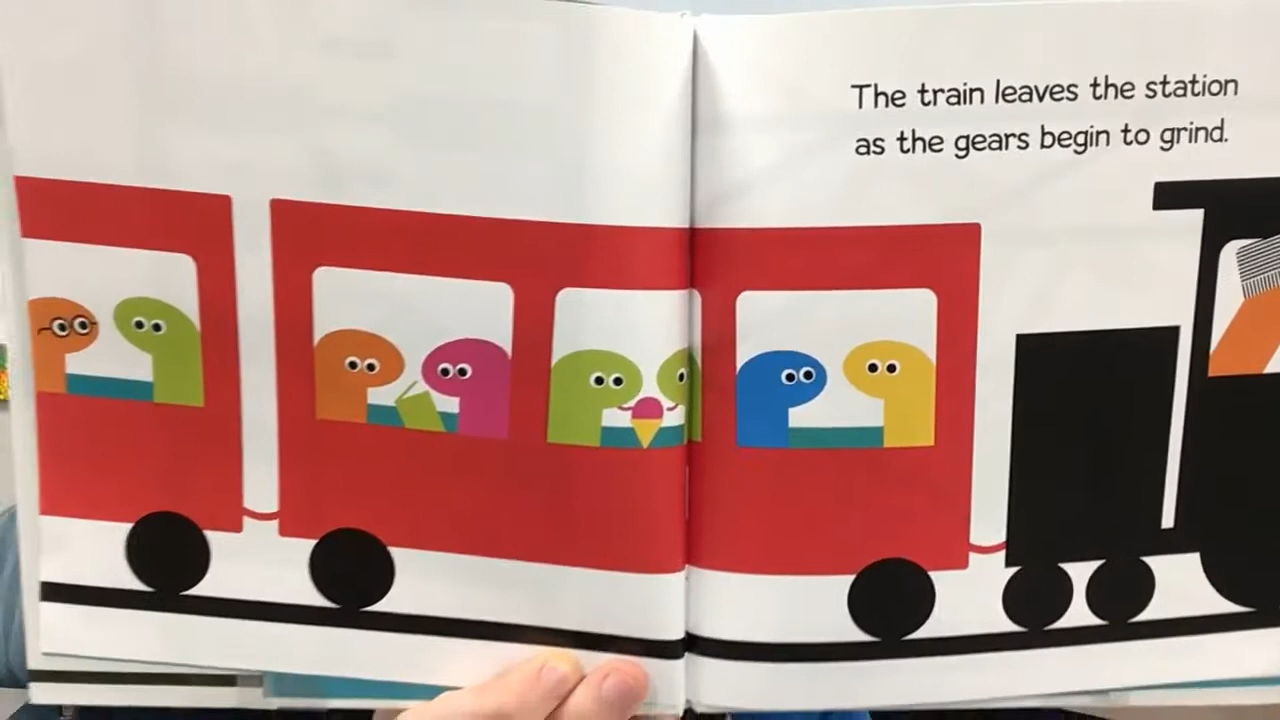 The train leaves the station
as the gears begin to grind.